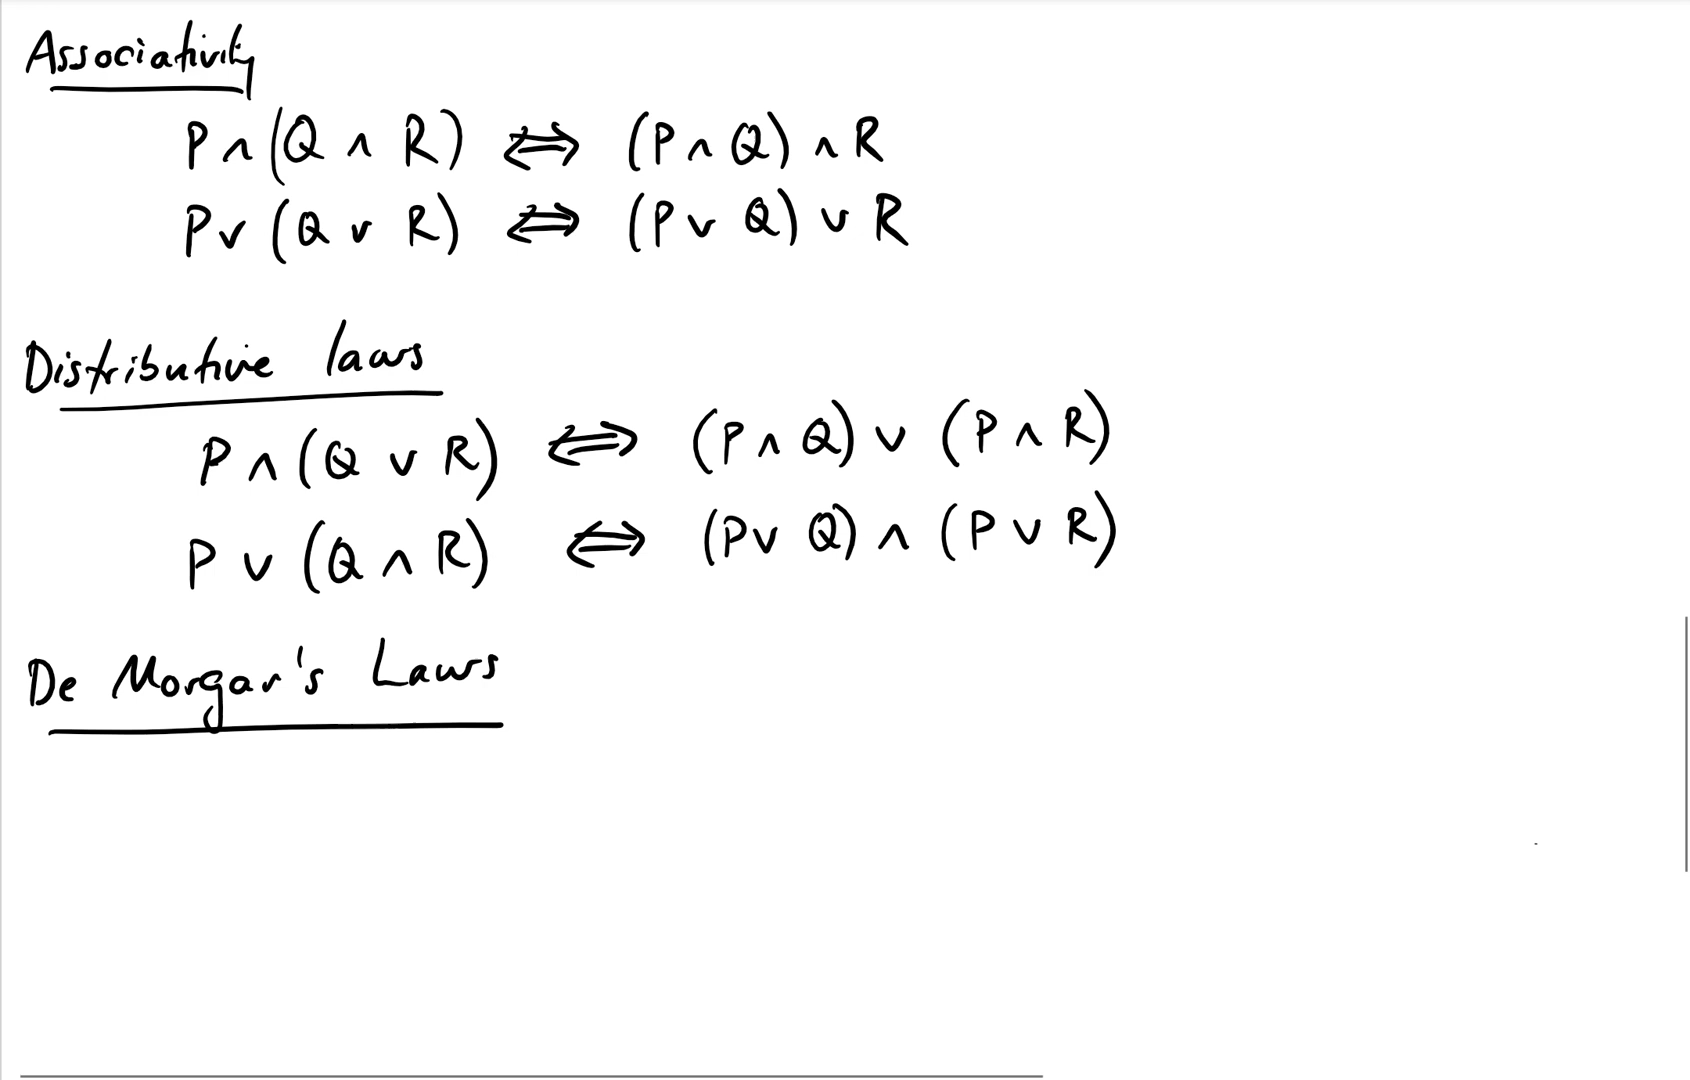 Associativity
P ∧ (Q ∧ R) ⇔ (P ∧ Q) ∧ R
P ∨ (Q ∨ R) ⇔ (P ∨ Q) ∨ R
Distributive laws
P ∧ (Q ∨ R) ⇔ (P ∧ Q) ∨ (P ∧ R)
P ∨ (Q ∧ R) ⇔ (P ∨ Q) ∧ (P ∨ R)
De Morgan's Laws